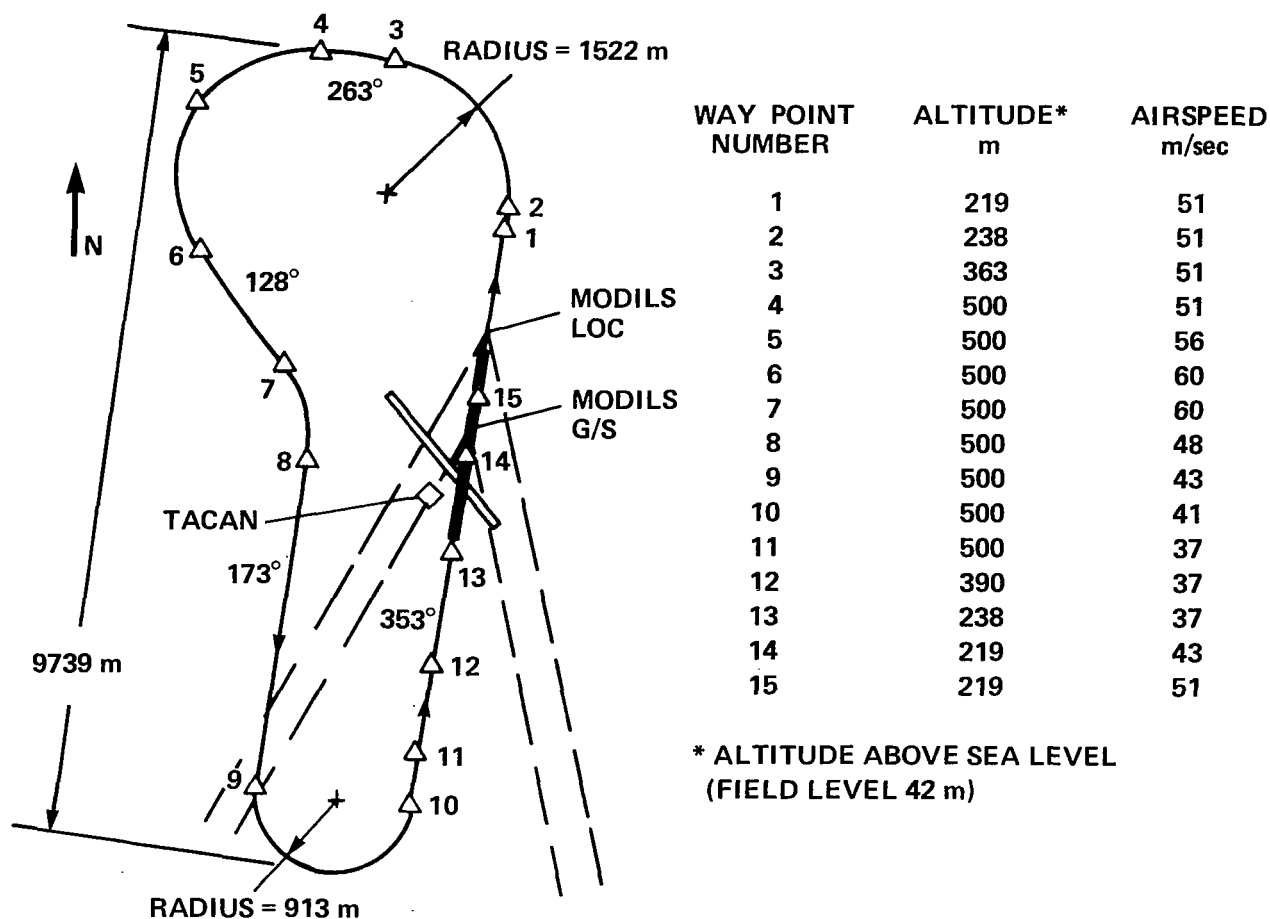 4
3
RADIUS = 1522 m
5
263°
N
2
1
6
128°
MODILS
LOC
7
15
MODILS
G/S
8
14
TACAN
13
173°
353°
9739 m
12
11
9
10
RADIUS = 913 m
WAY POINT ALTITUDE* AIRSPEED
NUMBER m m/sec
1 219 51
2 238 51
3 363 51
4 500 51
5 500 56
6 500 60
7 500 60
8 500 48
9 500 43
10 500 41
11 500 37
12 390 37
13 238 37
14 219 43
15 219 51
* ALTITUDE ABOVE SEA LEVEL
(FIELD LEVEL 42 m)